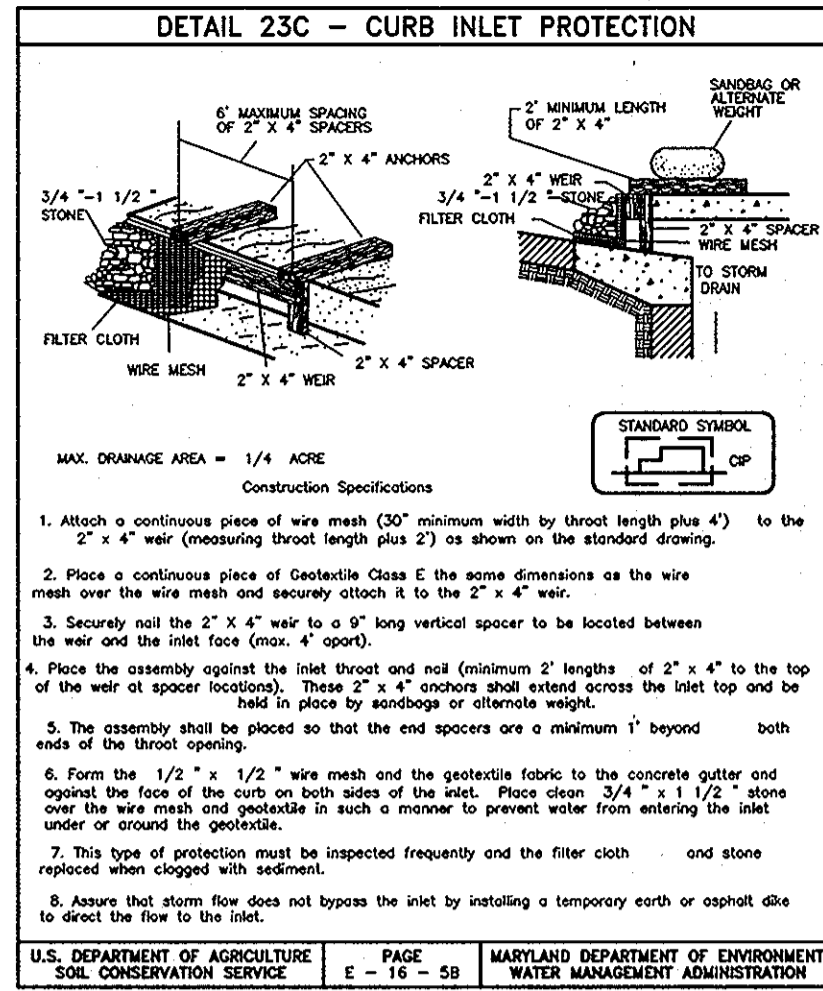 DETAIL 23C – CURB INLET PROTECTION
6' MAXIMUM SPACING
OF 2" X 4" SPACERS
2" X 4" ANCHORS
3/4 "-1 1/2 "
STONE
FILTER CLOTH
WIRE MESH
2" X 4" WEIR
2" X 4" SPACER
SANDBAG OR
ALTERNATE
WEIGHT
2' MINIMUM LENGTH
OF 2" X 4"
2" X 4" WEIR
3/4 "-1 1/2 "STONE
FILTER CLOTH
2" X 4" SPACER
WIRE MESH
TO STORM
DRAIN
STANDARD SYMBOL
CIP
MAX. DRAINAGE AREA = 1/4 ACRE
Construction Specifications
1. Attach a continuous piece of wire mesh (30" minimum width by throat length plus 4') to the
2" x 4" weir (measuring throat length plus 2') as shown on the standard drawing.
2. Place a continuous piece of Geotextile Class E the same dimensions as the wire
mesh over the wire mesh and securely attach it to the 2" x 4" weir.
3. Securely nail the 2" X 4" weir to a 9" long vertical spacer to be located between
the weir and the inlet face (max. 4' apart).
4. Place the assembly against the inlet throat and nail (minimum 2' lengths of 2" x 4" to the top
of the weir at spacer locations). These 2" x 4" anchors shall extend across the inlet top and be
held in place by sandbags or alternate weight.
5. The assembly shall be placed so that the end spacers are a minimum 1' beyond both
ends of the throat opening.
6. Form the 1/2 " x 1/2 " wire mesh and the geotextile fabric to the concrete gutter and
against the face of the curb on both sides of the inlet. Place clean 3/4 " x 1 1/2 " stone
over the wire mesh and geotextile in such a manner to prevent water from entering the inlet
under or around the geotextile.
7. This type of protection must be inspected frequently and the filter cloth and stone
replaced when clogged with sediment.
8. Assure that storm flow does not bypass the inlet by installing a temporary earth or asphalt dike
to direct the flow to the inlet.
U.S. DEPARTMENT OF AGRICULTURE
SOIL CONSERVATION SERVICE
PAGE
E – 16 – 5B
MARYLAND DEPARTMENT OF ENVIRONMENT
WATER MANAGEMENT ADMINISTRATION